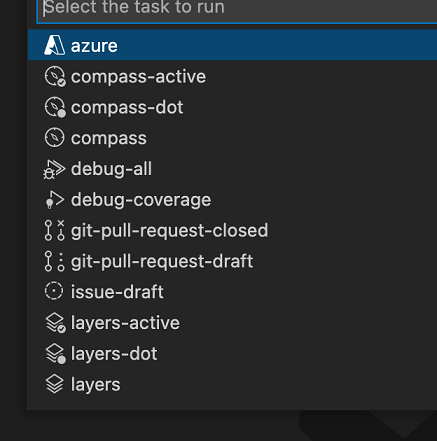 Select the task to run
azure
compass-active
compass-dot
compass
debug-all
debug-coverage
git-pull-request-closed
git-pull-request-draft
issue-draft
layers-active
layers-dot
layers